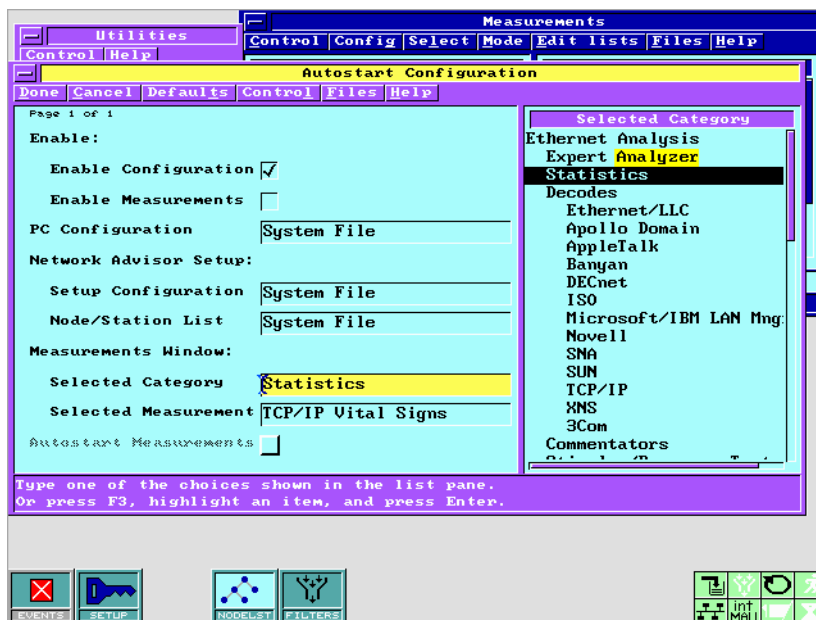 Measurements
Utilities
Control Config Select Mode Edit lists Files Help
Control Help
Autostart Configuration
Done Cancel Defaults Control Files Help
Page 1 of 1
Selected Category
Enable:
Ethernet Analysis
Expert Analyzer
Enable Configuration
Statistics
Enable Measurements
Decodes
Ethernet/LLC
PC Configuration System File
Apollo Domain
AppleTalk
Network Advisor Setup:
Banyan
DECnet
Setup Configuration System File
ISO
Node/Station List System File
Microsoft/IBM LAN Mng
Novell
Measurements Window:
SNA
SUN
Selected Category Statistics
TCP/IP
XNS
Selected Measurement TCP/IP Vital Signs
3Com
Autostart Measurements
Commentators
Type one of the choices shown in the list pane.
Or press F3, highlight an item, and press Enter.
EVENTS SETUP NODELST FILTERS
int
MAU